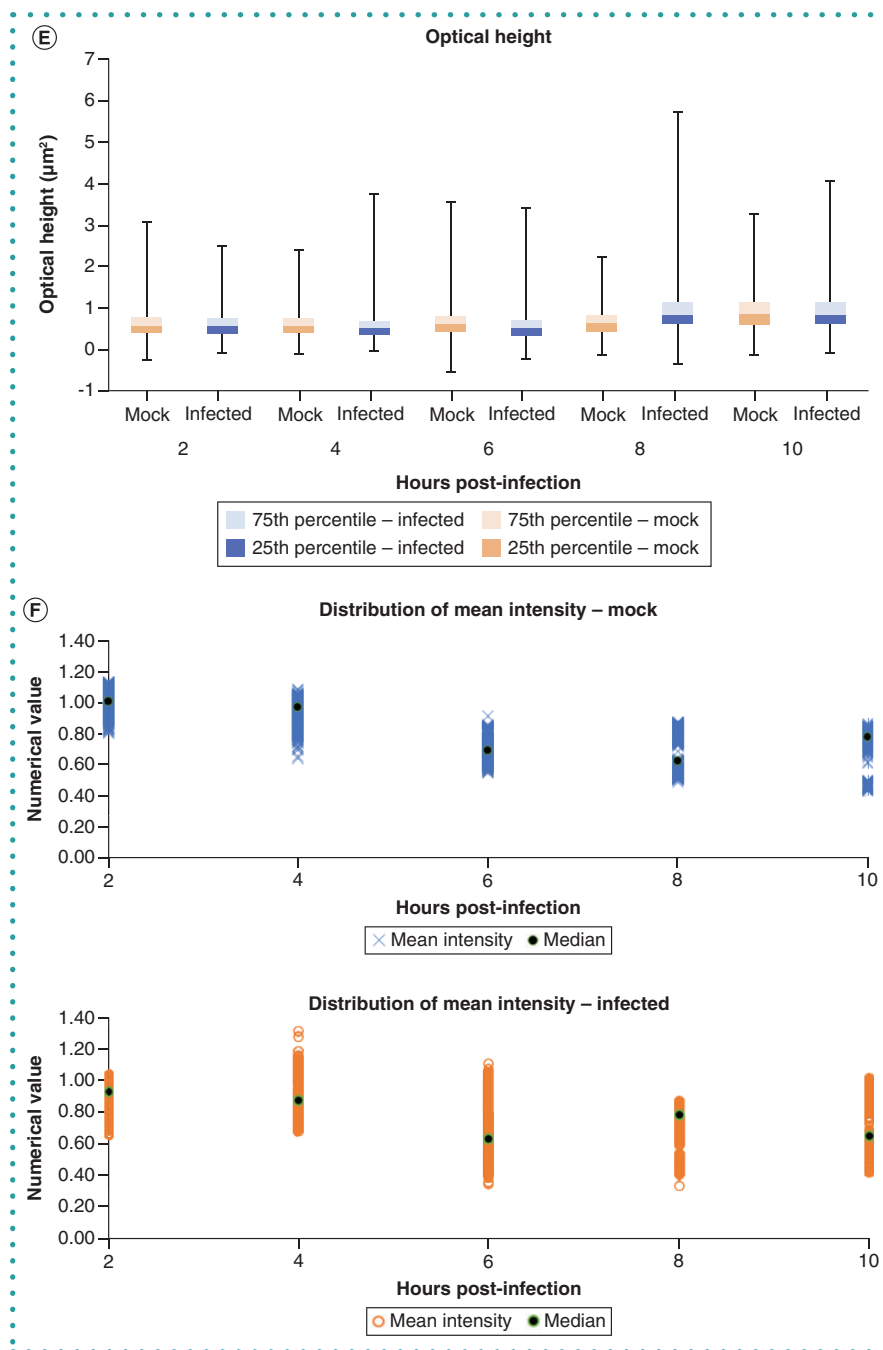 E
Optical height
7
6
5
4
3
2
1
0
-1
Optical height (µm²)
Mock Infected Mock Infected Mock Infected Mock Infected Mock Infected
2 4 6 8 10
Hours post-infection
75th percentile – infected 75th percentile – mock
25th percentile – infected 25th percentile – mock
F
Distribution of mean intensity – mock
1.40
1.20
1.00
0.80
0.60
0.40
0.20
0.00
Numerical value
2 4 6 8 10
Hours post-infection
Mean intensity Median
Distribution of mean intensity – infected
1.40
1.20
1.00
0.80
0.60
0.40
0.20
0.00
Numerical value
2 4 6 8 10
Hours post-infection
Mean intensity Median